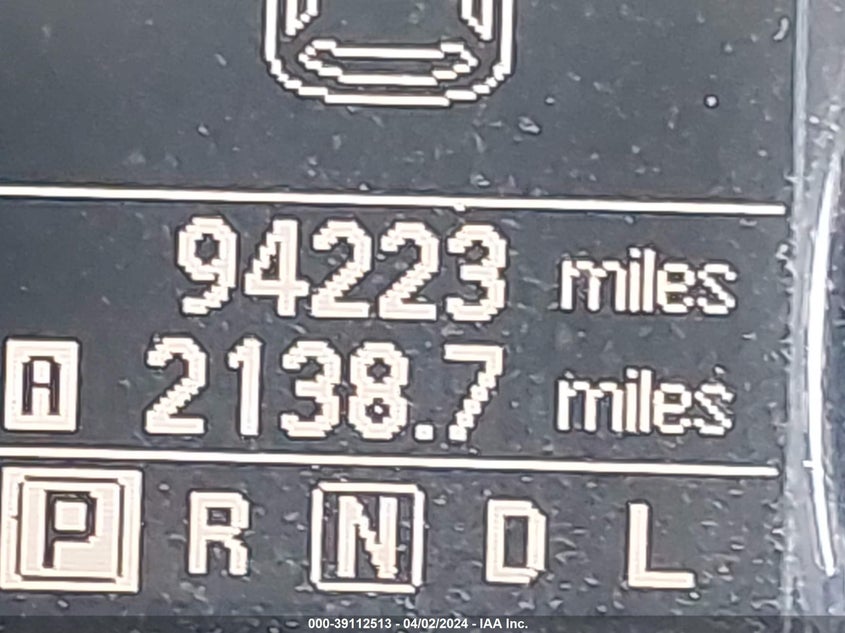 94223 miles
A 2138.7 miles
P R N D L
000-39112513 - 04/02/2024 - IAA Inc.